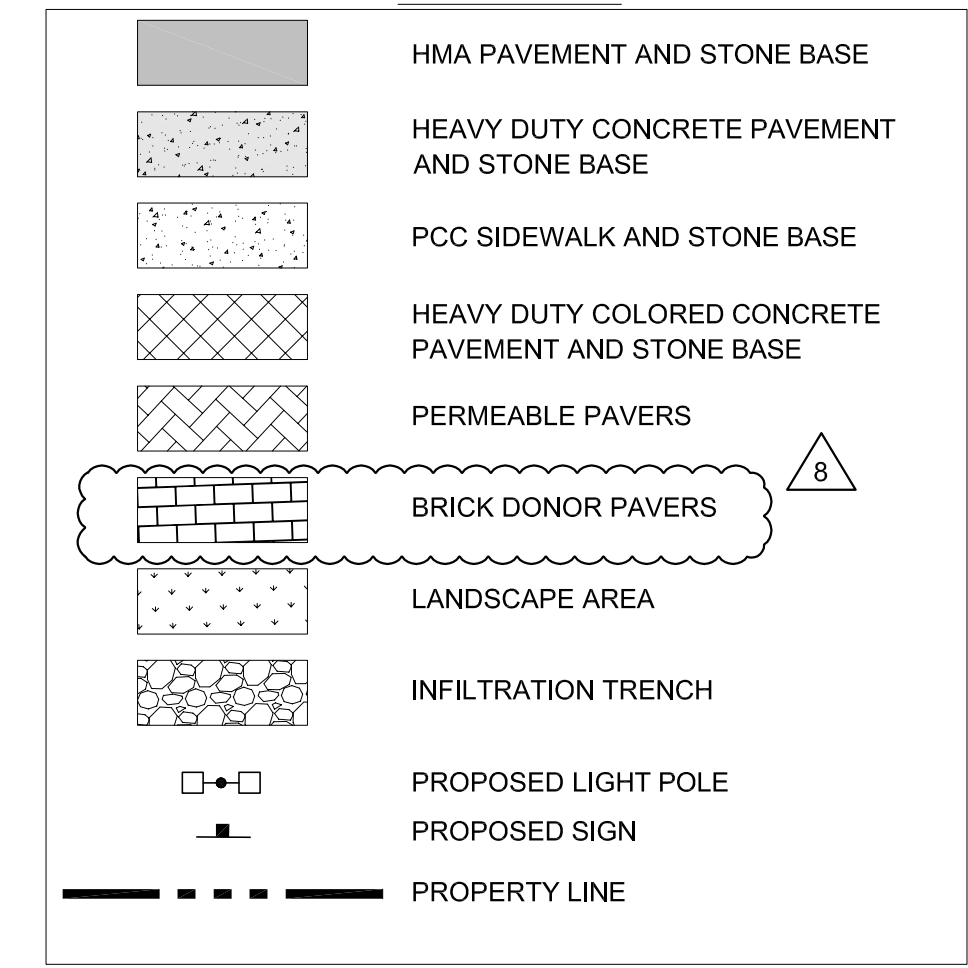 HMA PAVEMENT AND STONE BASE
HEAVY DUTY CONCRETE PAVEMENT
AND STONE BASE
PCC SIDEWALK AND STONE BASE
HEAVY DUTY COLORED CONCRETE
PAVEMENT AND STONE BASE
PERMEABLE PAVERS
8
BRICK DONOR PAVERS
LANDSCAPE AREA
INFILTRATION TRENCH
PROPOSED LIGHT POLE
PROPOSED SIGN
PROPERTY LINE